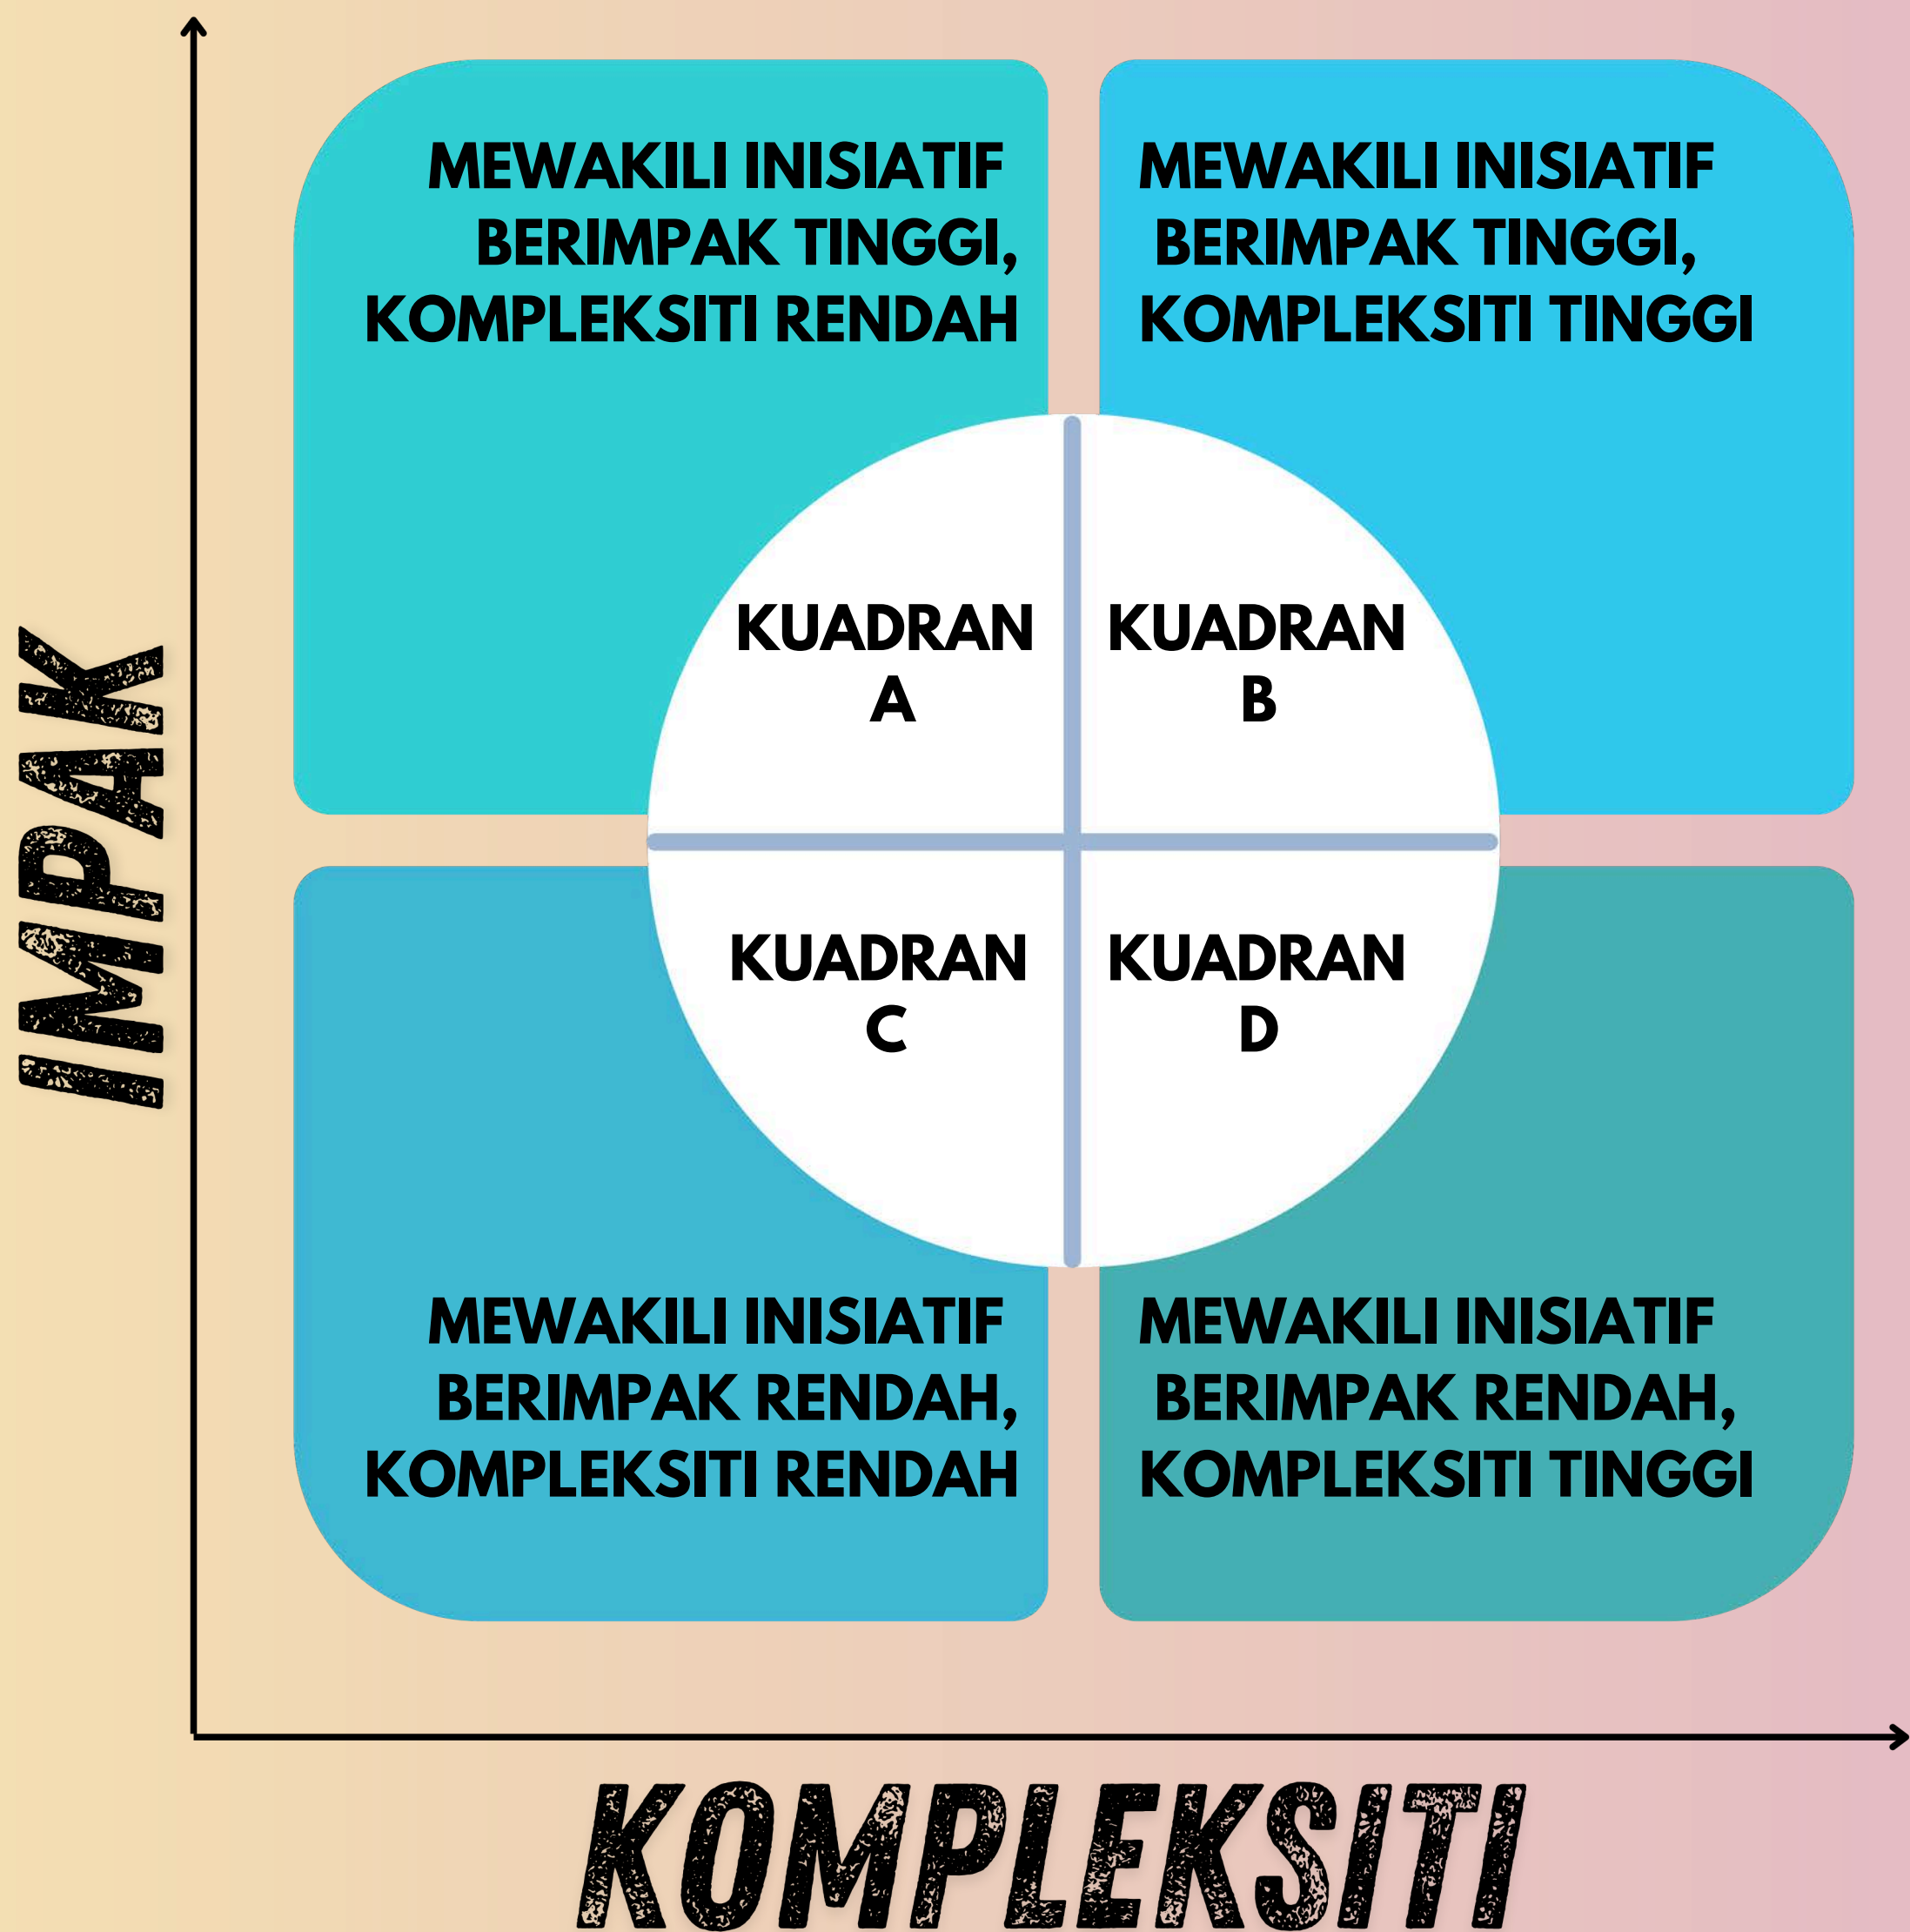 MEWAKILI INISIATIF
BERIMPAK TINGGI,
KOMPLEKSITI RENDAH
MEWAKILI INISIATIF
BERIMPAK TINGGI,
KOMPLEKSITI TINGGI
KUADRAN
A
KUADRAN
B
IMPAK
KUADRAN
C
KUADRAN
D
MEWAKILI INISIATIF
BERIMPAK RENDAH,
KOMPLEKSITI RENDAH
MEWAKILI INISIATIF
BERIMPAK RENDAH,
KOMPLEKSITI TINGGI
KOMPLEKSITI